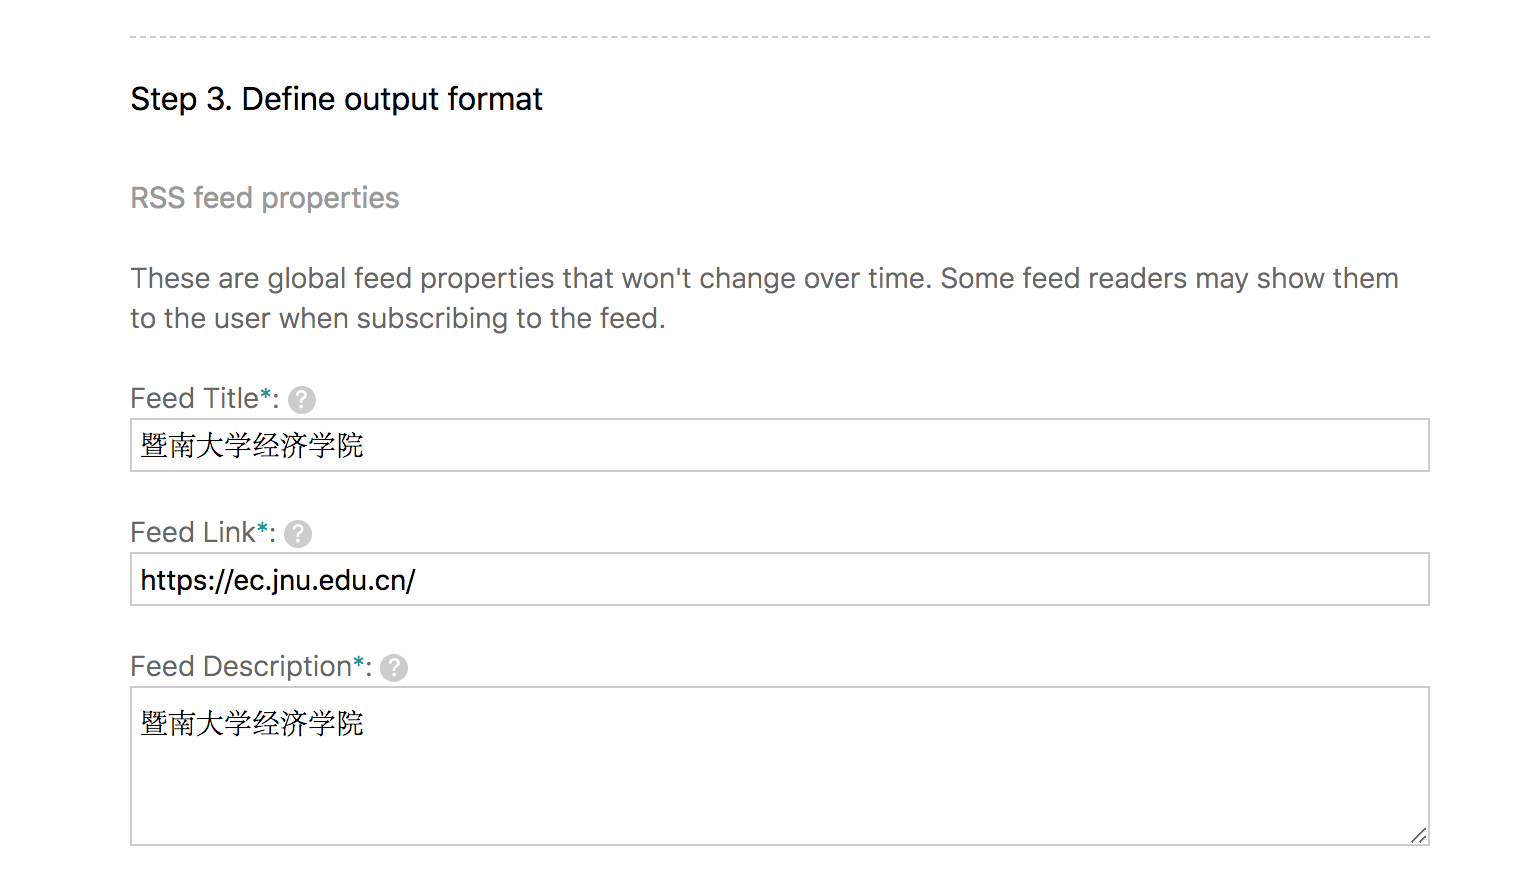 Step 3. Define output format
RSS feed properties
These are global feed properties that won't change over time. Some feed readers may show them
to the user when subscribing to the feed.
Feed Title*: ?
暨南大学经济学院
Feed Link*: ?
https://ec.jnu.edu.cn/
Feed Description*: ?
暨南大学经济学院